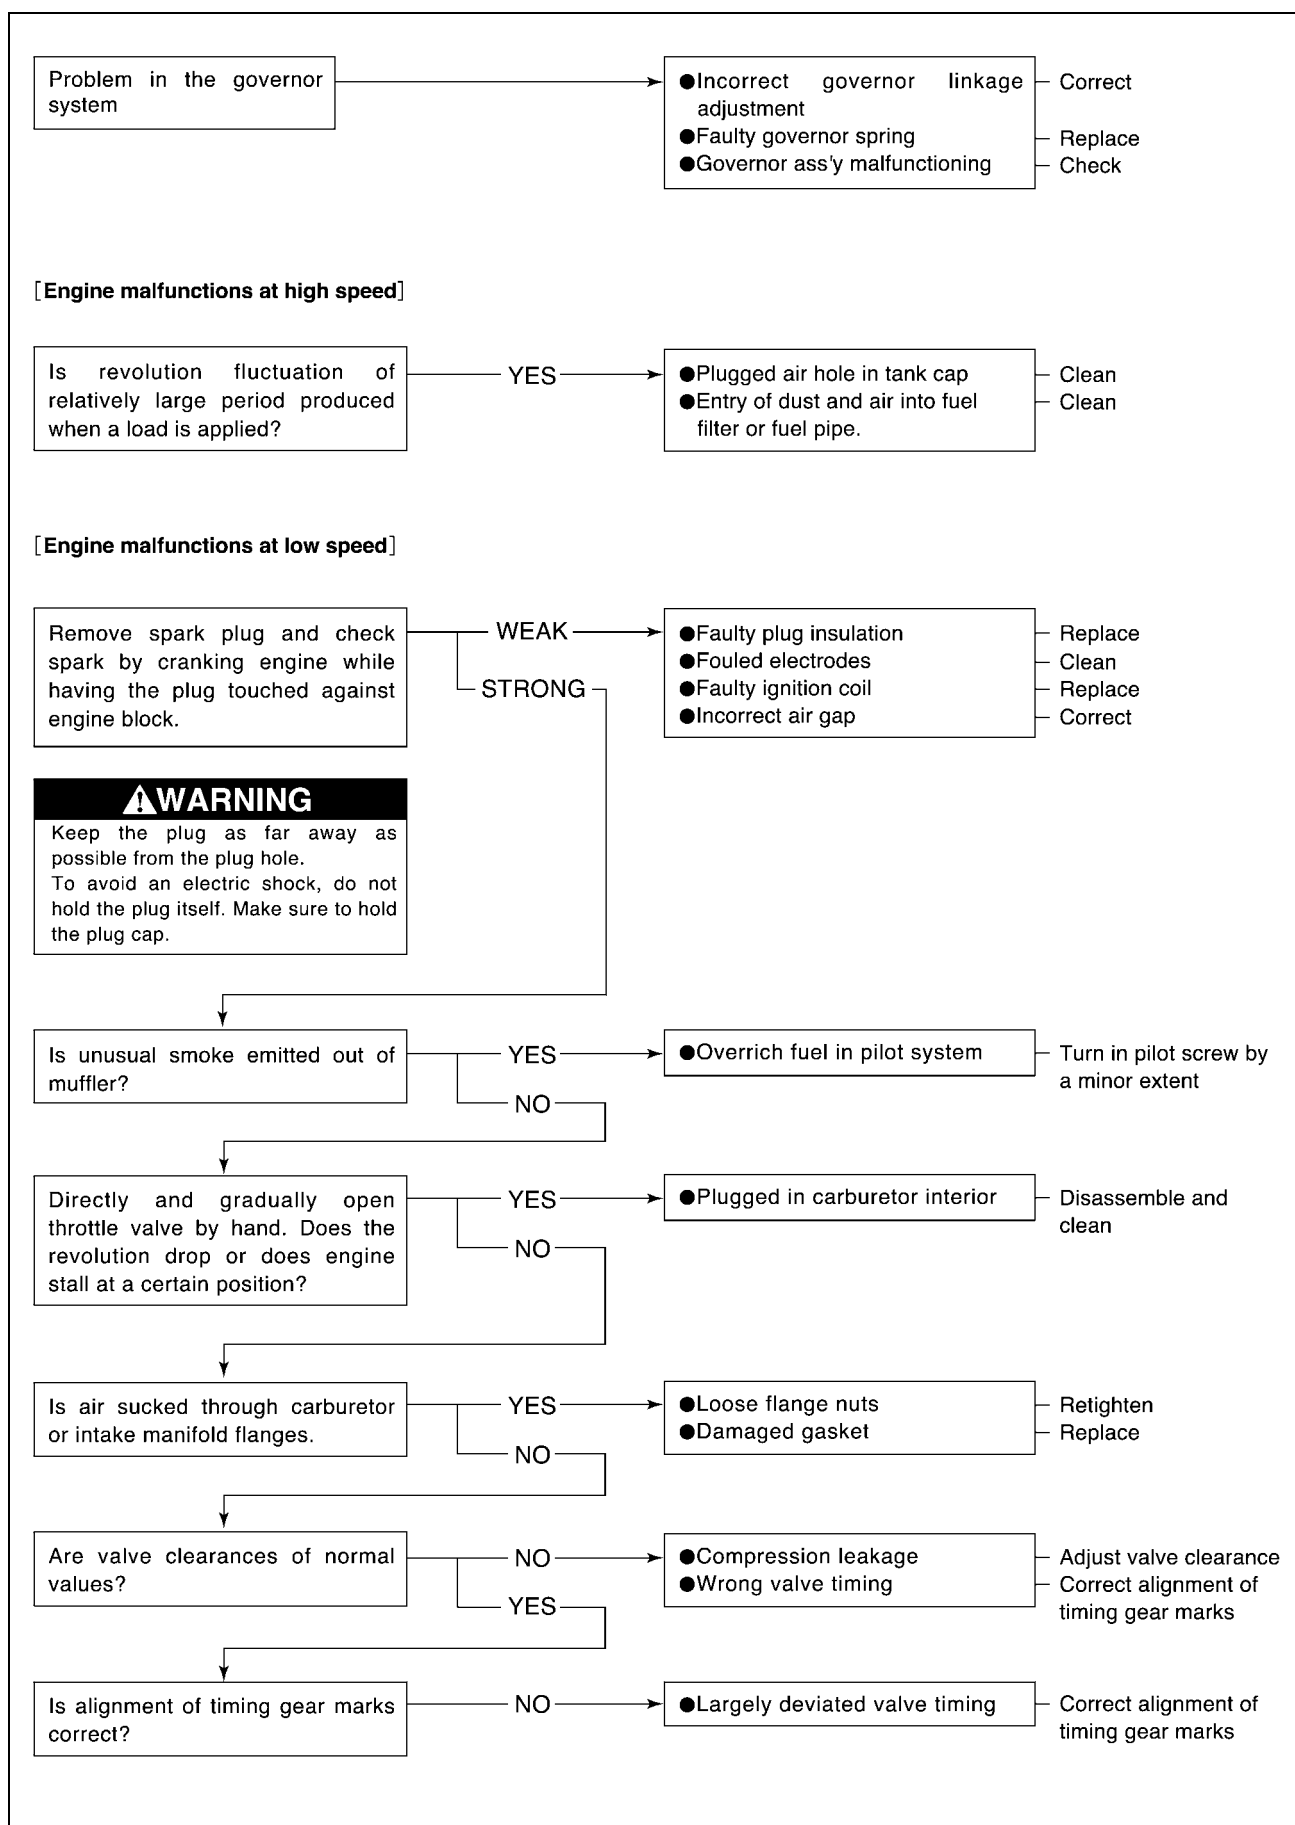 Problem in the governor
system
●Incorrect governor linkage
adjustment
●Faulty governor spring
●Governor ass'y malfunctioning
Correct
Replace
Check
[Engine malfunctions at high speed]
Is revolution fluctuation of
relatively large period produced
when a load is applied?
YES
●Plugged air hole in tank cap
●Entry of dust and air into fuel
filter or fuel pipe.
Clean
Clean
[Engine malfunctions at low speed]
Remove spark plug and check
spark by cranking engine while
having the plug touched against
engine block.
WEAK
STRONG
●Faulty plug insulation
●Fouled electrodes
●Faulty ignition coil
●Incorrect air gap
Replace
Clean
Replace
Correct
WARNING
Keep the plug as far away as
possible from the plug hole.
To avoid an electric shock, do not
hold the plug itself. Make sure to hold
the plug cap.
Is unusual smoke emitted out of
muffler?
YES
NO
●Overrich fuel in pilot system
Turn in pilot screw by
a minor extent
Directly and gradually open
throttle valve by hand. Does the
revolution drop or does engine
stall at a certain position?
YES
NO
●Plugged in carburetor interior
Disassemble and
clean
Is air sucked through carburetor
or intake manifold flanges.
YES
NO
●Loose flange nuts
●Damaged gasket
Retighten
Replace
Are valve clearances of normal
values?
NO
YES
●Compression leakage
●Wrong valve timing
Adjust valve clearance
Correct alignment of
timing gear marks
Is alignment of timing gear marks
correct?
NO
●Largely deviated valve timing
Correct alignment of
timing gear marks